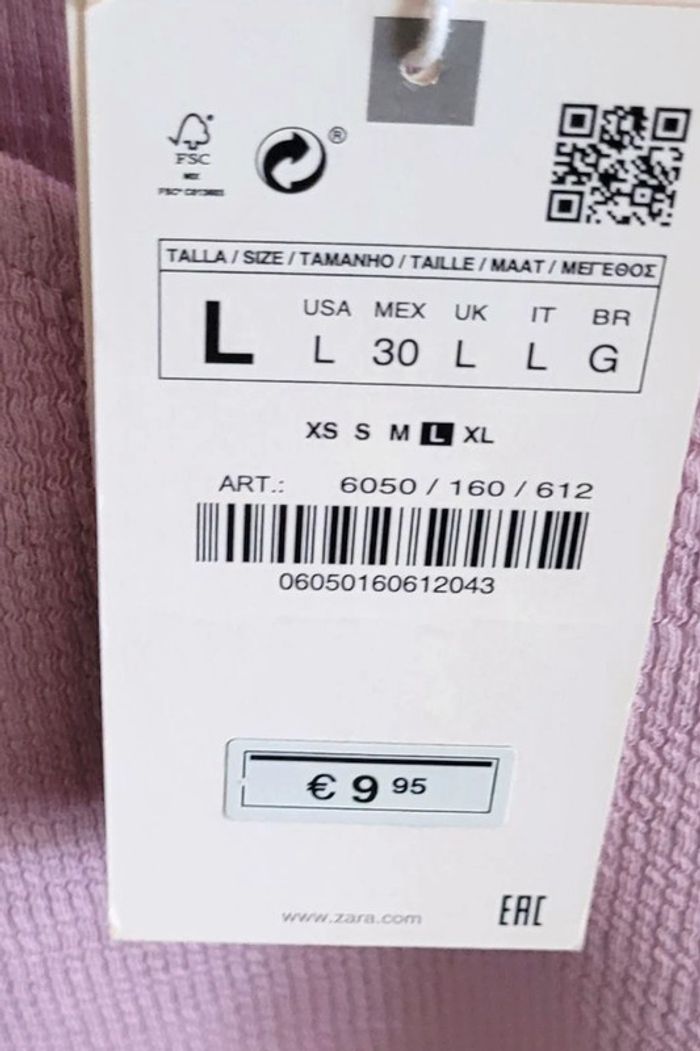 ®
FSC
MIX
TALLA / SIZE / TAMANHO / TAILLE / MAAT / ΜΕΓΕΘΟΣ
L
USA MEX UK IT BR
L 30 L L G
XS S M L XL
ART.: 6050 / 160 / 612
06050160612043
€ 9 95
www.zara.com
EAC